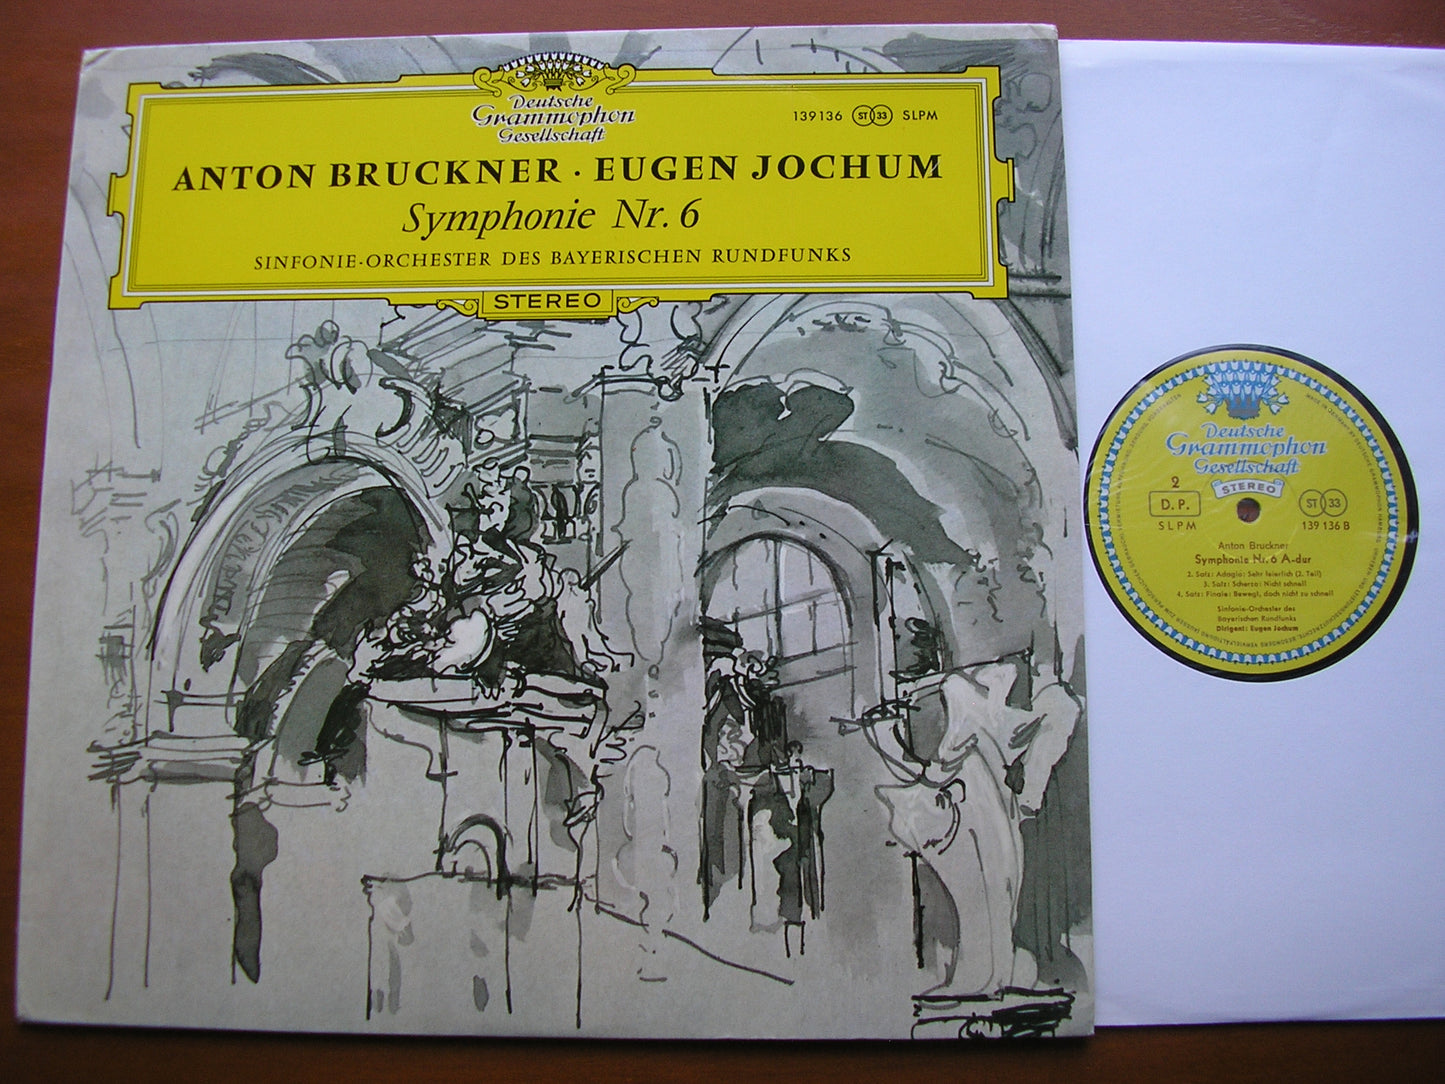 Deutsche
Grammophon
Gesellschaft
139136 ST 33 SLPM
ANTON BRUCKNER · EUGEN JOCHUM
Symphonie Nr. 6
SINFONIE-ORCHESTER DES BAYERISCHEN RUNDFUNKS
STEREO
Deutsche
Grammophon
Gesellschaft
STEREO
2
D. P.
SLPM
ST 33
139 136 B
Anton Bruckner
Symphonie Nr. 6 A-dur
2. Satz: Adagio: Sehr feierlich (2. Teil)
3. Satz: Scherzo: Nicht schnell
4. Satz: Finale: Bewegt, doch nicht zu schnell
Sinfonie-Orchester des
Bayerischen Rundfunks
Dirigent: Eugen Jochum